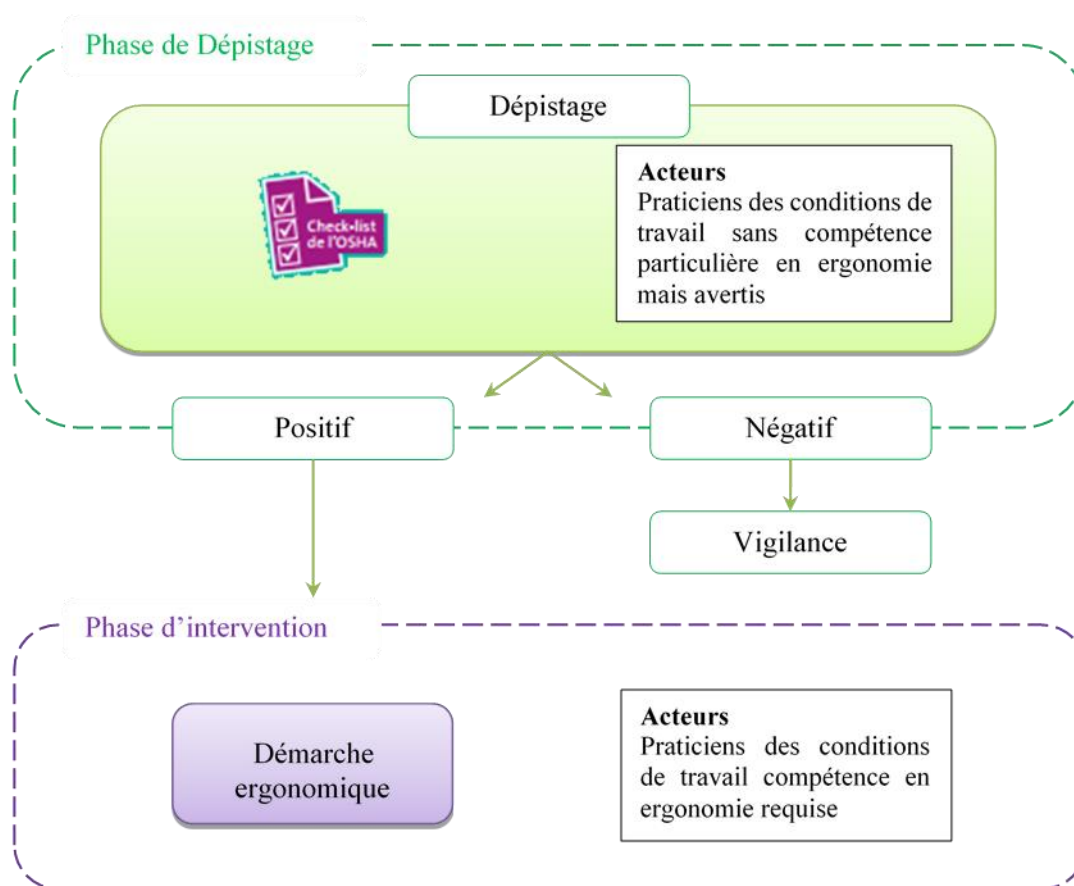 Phase de Dépistage
Dépistage
Check-list
de l'OSHA
Acteurs
Praticiens des conditions de
travail sans compétence
particulière en ergonomie
mais avertis
Positif
Négatif
Vigilance
Phase d’intervention
Démarche
ergonomique
Acteurs
Praticiens des conditions
de travail compétence en
ergonomie requise